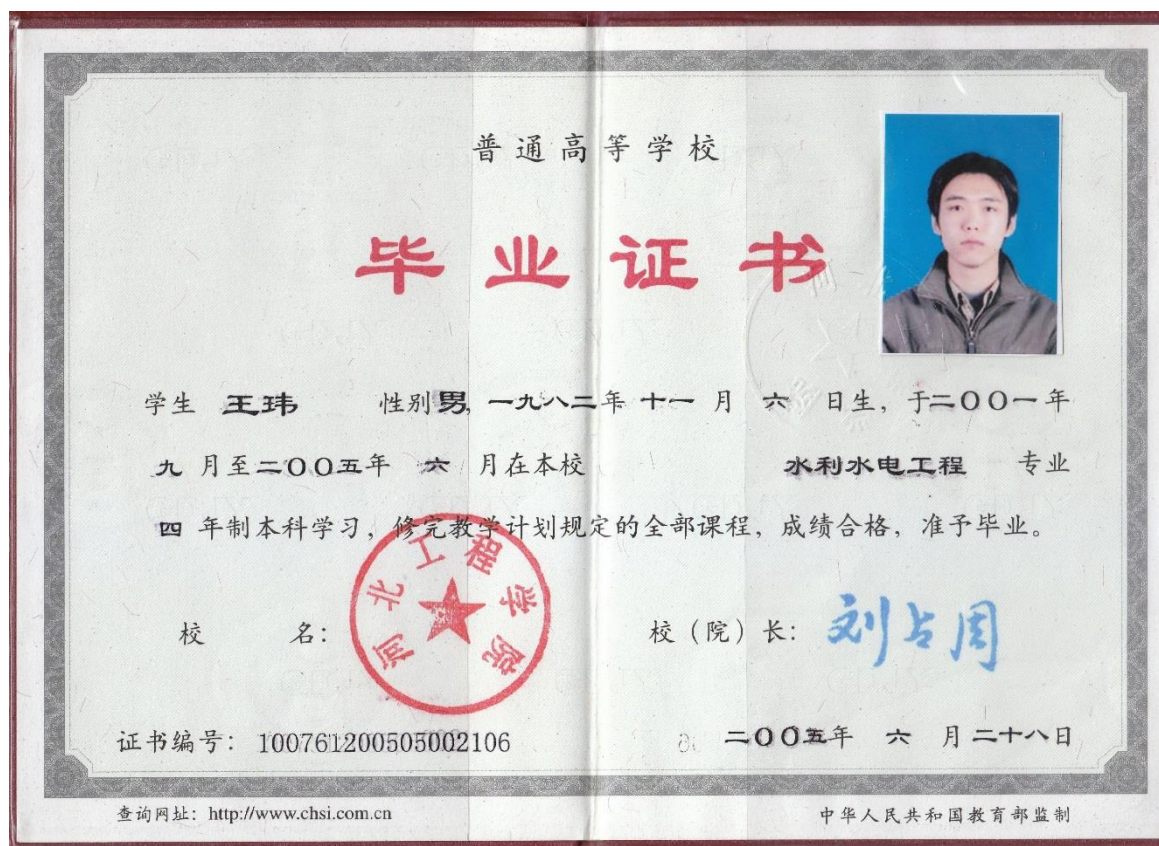 普通高等学校
毕业证书
学生 王玮 性别 男, 一九八二年 十一 月 六 日生，于二〇〇一年
九 月至二〇〇五年 六 月在本校 水利水电工程 专业
四 年制本科学习，修完教学计划规定的全部课程，成绩合格，准予毕业。
河北工程学院
校 名： 校（院）长： 刘占周
证书编号： 100761200505002106 二〇〇五年 六 月二十八日
查询网址： http://www.chsi.com.cn 中华人民共和国教育部监制